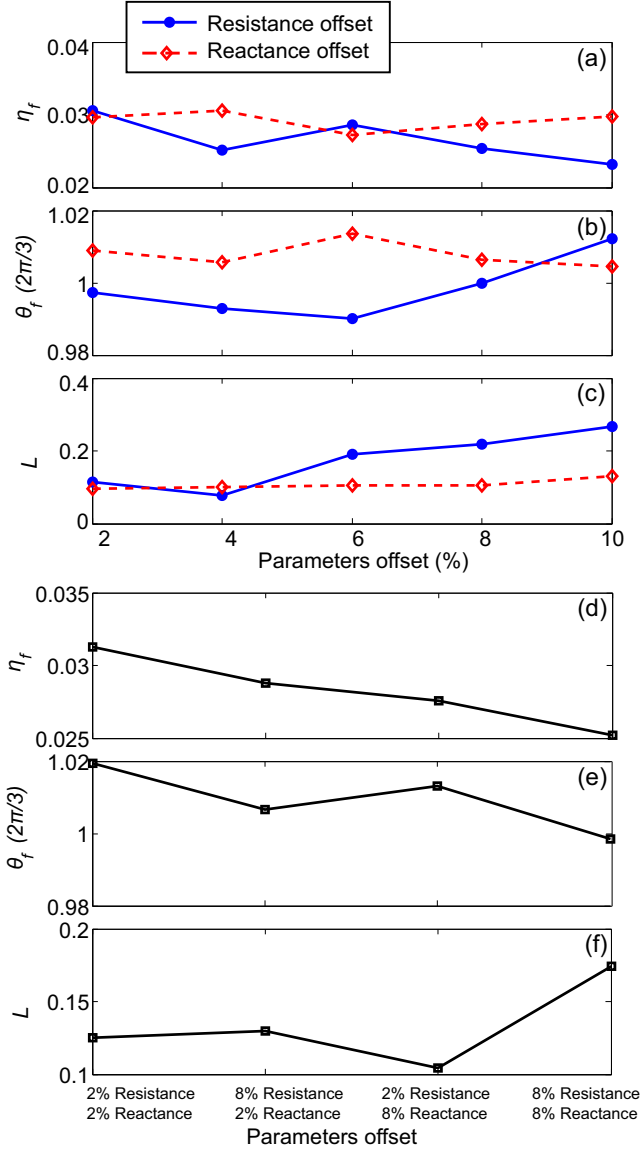 Resistance offset
Reactance offset
(a)
0.04
0.03
0.02
η_f
(b)
1.02
1
0.98
θ_f (2π/3)
(c)
0.4
0.2
0
L
2 4 6 8 10
Parameters offset (%)
(d)
0.035
0.03
0.025
η_f
(e)
1.02
1
0.98
θ_f (2π/3)
(f)
0.2
0.15
0.1
L
2% Resistance 8% Resistance 2% Resistance 8% Resistance
2% Reactance 2% Reactance 8% Reactance 8% Reactance
Parameters offset